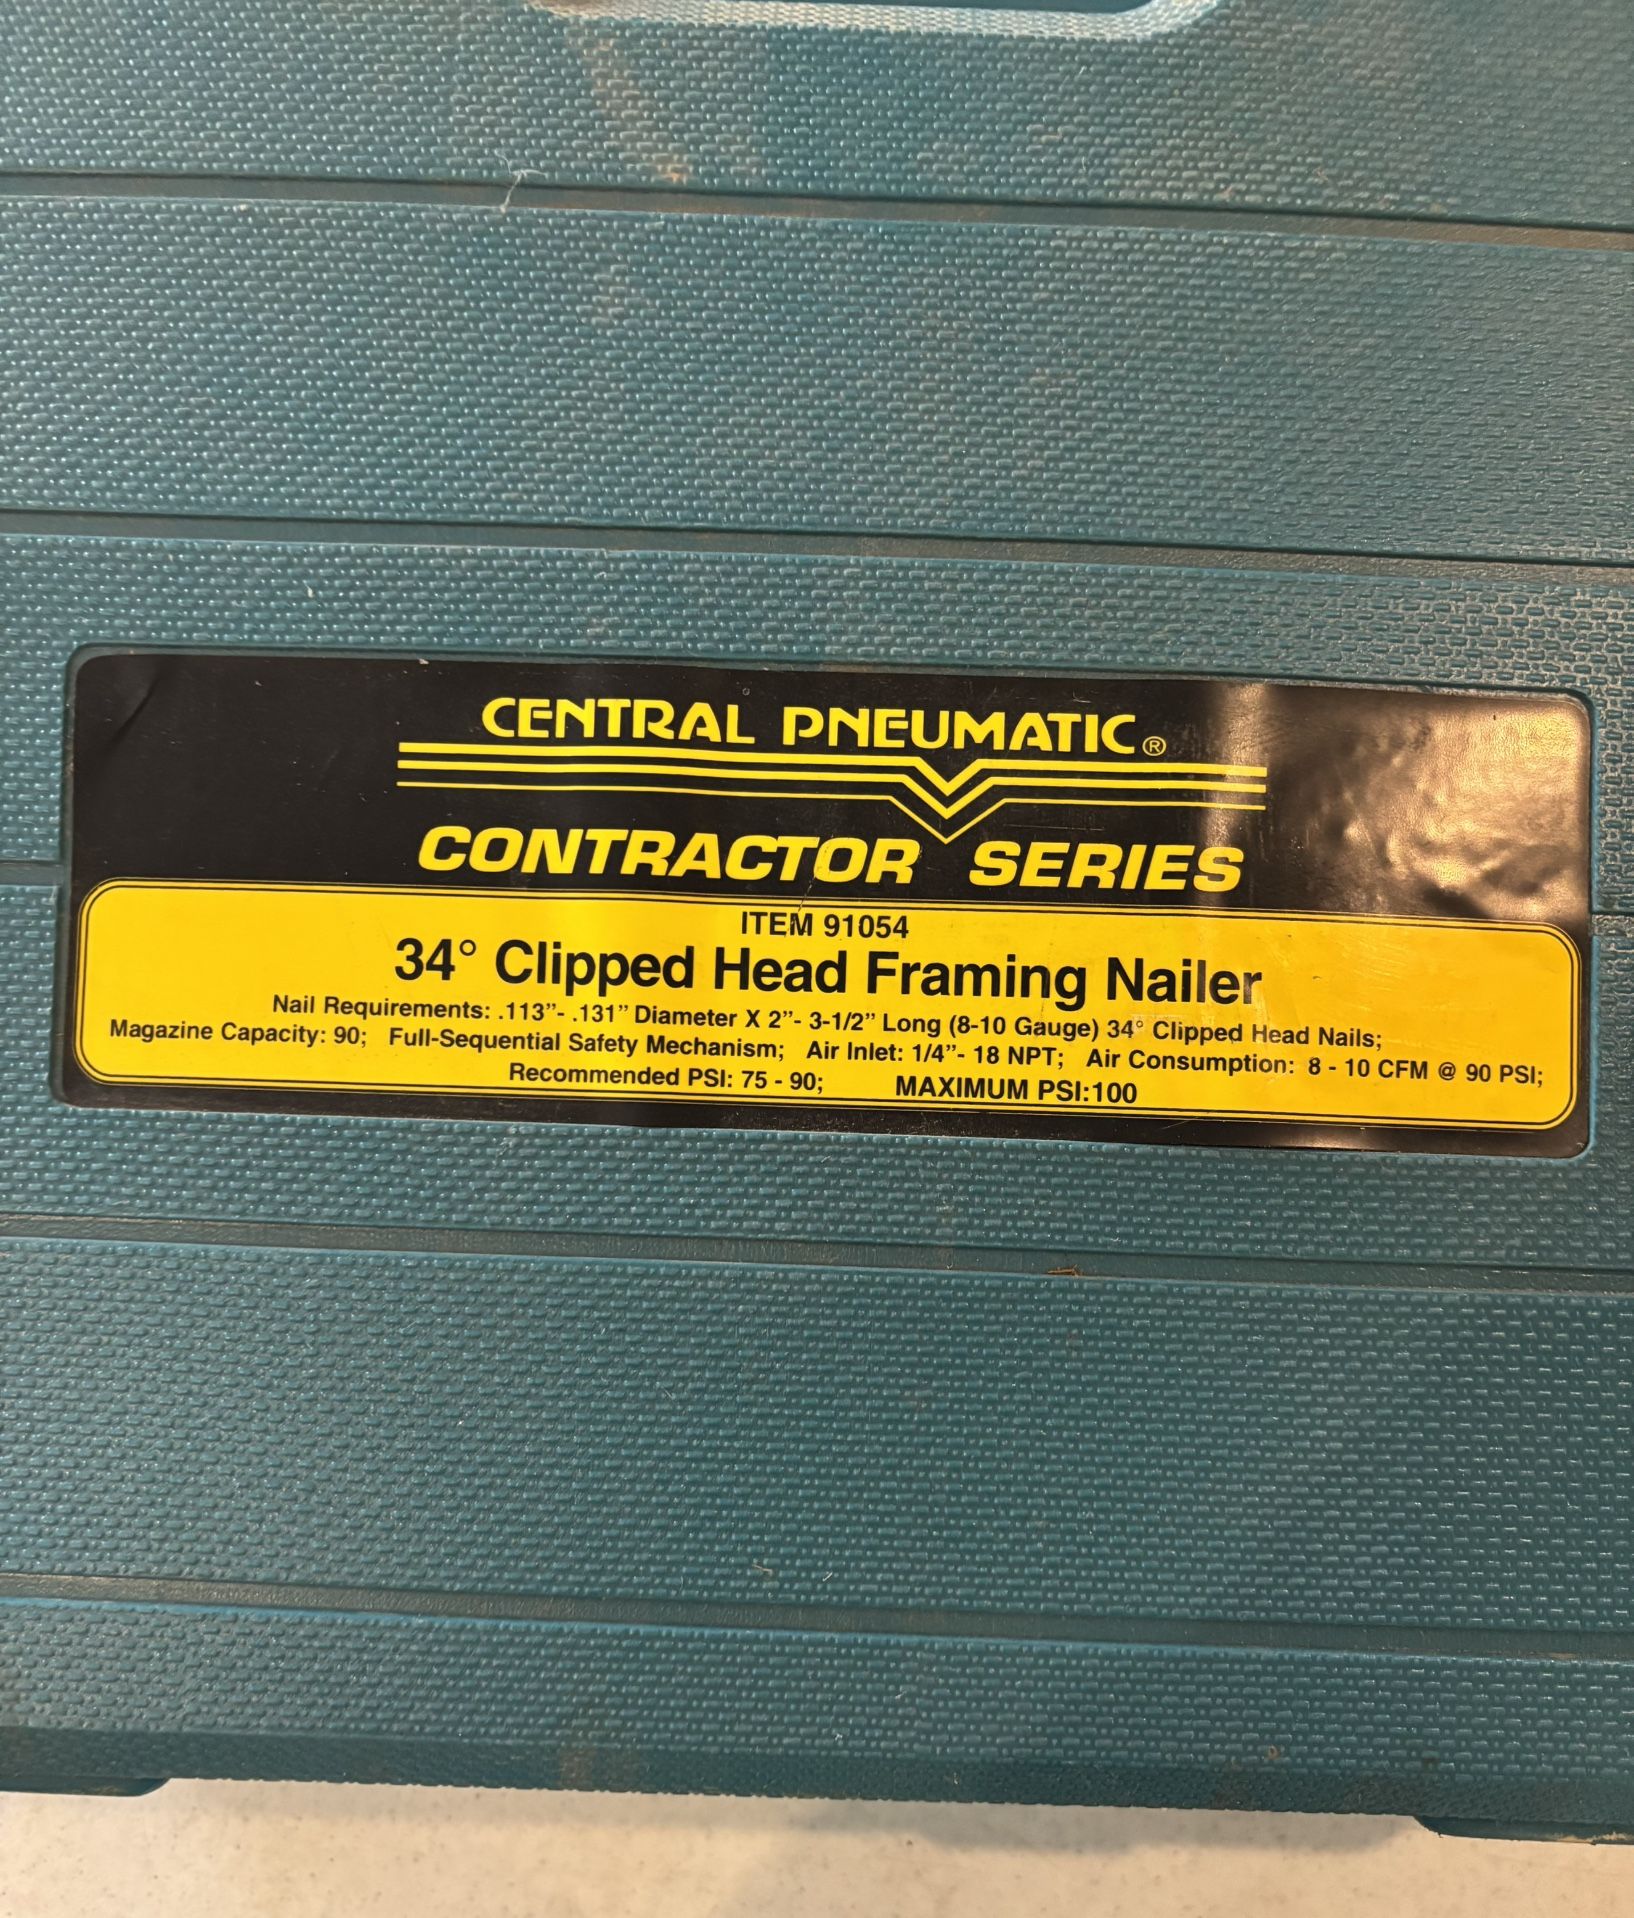 CENTRAL PNEUMATIC®
CONTRACTOR SERIES
ITEM 91054
34° Clipped Head Framing Nailer
Nail Requirements: .113”- .131” Diameter X 2”- 3-1/2” Long (8-10 Gauge) 34° Clipped Head Nails;
Magazine Capacity: 90; Full-Sequential Safety Mechanism; Air Inlet: 1/4”- 18 NPT; Air Consumption: 8 - 10 CFM @ 90 PSI;
Recommended PSI: 75 - 90; MAXIMUM PSI:100